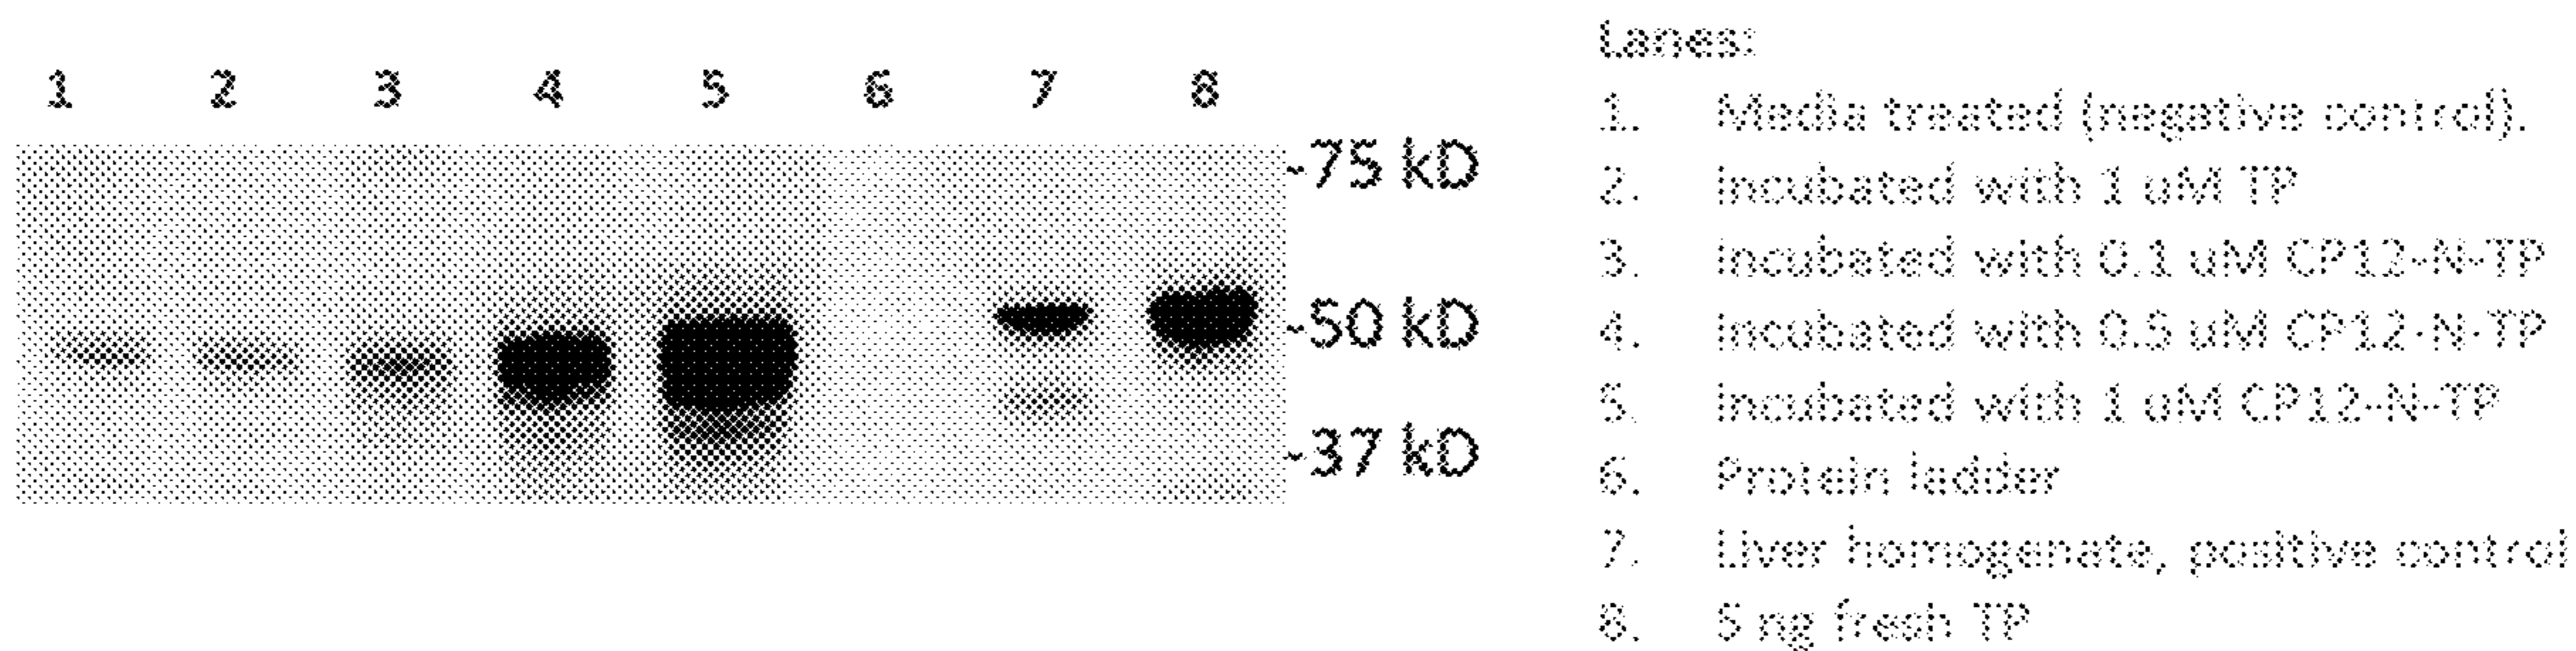 1 2 3 4 5 6 7 8
-75 kD
-50 kD
-37 kD
Lanes:
1. Media treated (negative control).
2. Incubated with 1 uM TP
3. Incubated with 0.1 uM CP12-N-TP
4. Incubated with 0.5 uM CP12-N-TP
5. Incubated with 1 uM CP12-N-TP
6. Protein ladder
7. Liver homogenate, positive control
8. 5 ng fresh TP